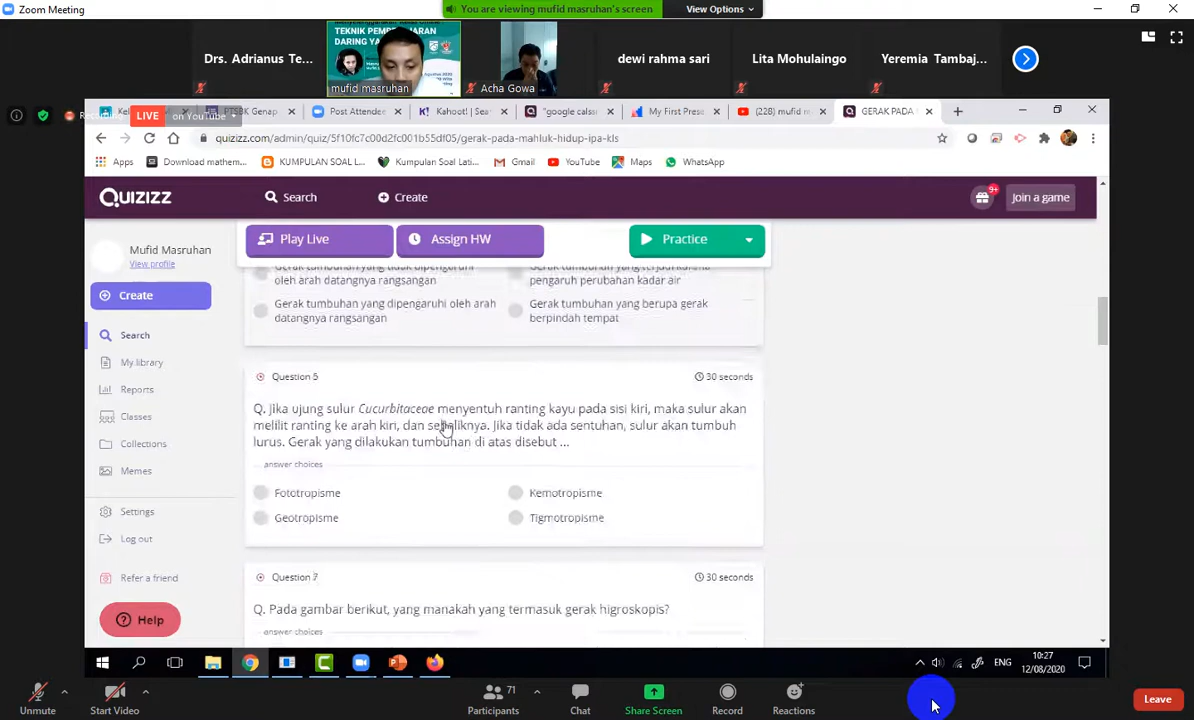 Zoom Meeting
You are viewing mufid masruhan's screen
View Options
TEKNIK PEMBELAJARAN
DARING YA
Drs. Adrianus Te...
mufid masruhan
Acha Gowa
dewi rahma sari
Lita Mohulaingo
Yeremia Tambaj...
LIVE on YouTube
PTSBK Genap
Post Attendee
Kahoot! | Sea
"google calssr
My First Prese
(228) mufid m
GERAK PADA
quizizz.com/admin/quiz/5f10fc7c00d2fc001b55df05/gerak-pada-mahluk-hidup-ipa-kls
Apps
Download mathem...
KUMPULAN SOAL L...
Kumpulan Soal Lati...
Gmail
YouTube
Maps
WhatsApp
QUIZIZZ
Search
Create
9+
Join a game
Mufid Masruhan
View profile
Create
Search
My library
Reports
Classes
Collections
Memes
Settings
Log out
Refer a friend
Help
Play Live
Assign HW
Practice
Gerak tumbuhan yang tidak dipengaruhi
oleh arah datangnya rangsangan
Gerak tumbuhan yang terjadi karena
pengaruh perubahan kadar air
Gerak tumbuhan yang dipengaruhi oleh arah
datangnya rangsangan
Gerak tumbuhan yang berupa gerak
berpindah tempat
Question 6
30 seconds
Q. Jika ujung sulur Cucurbitaceae menyentuh ranting kayu pada sisi kiri, maka sulur akan
melilit ranting ke arah kiri, dan sebaliknya. Jika tidak ada sentuhan, sulur akan tumbuh
lurus. Gerak yang dilakukan tumbuhan di atas disebut ...
answer choices
Fototropisme
Kemotropisme
Geotropisme
Tigmotropisme
Question 7
30 seconds
Q. Pada gambar berikut, yang manakah yang termasuk gerak higroskopis?
answer choices
ENG
10:27
12/08/2020
Unmute
Start Video
71
Participants
Chat
Share Screen
Record
Reactions
Leave